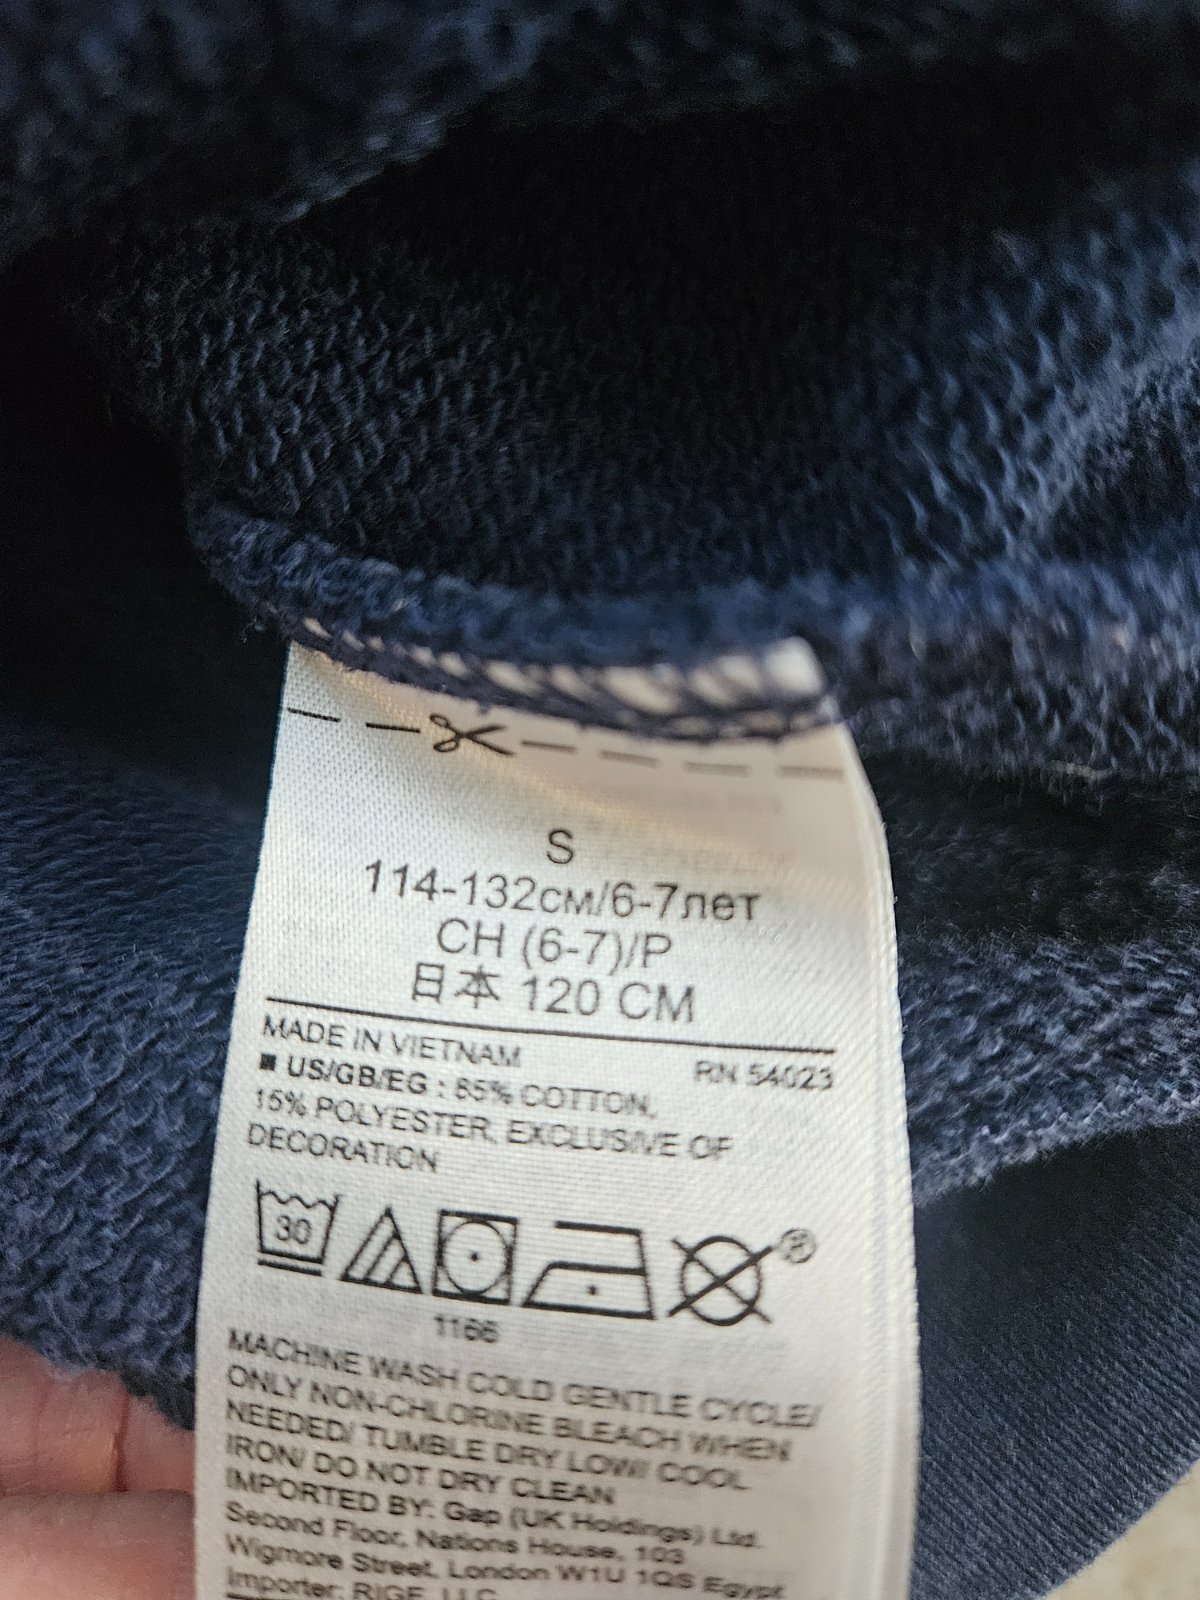 S
114-132см/6-7лет
CH (6-7)/P
日本 120 CM
MADE IN VIETNAM
RN 54023
■ US/GB/EG : 85% COTTON,
15% POLYESTER, EXCLUSIVE OF
DECORATION
30
®
1166
MACHINE WASH COLD GENTLE CYCLE/
ONLY NON-CHLORINE BLEACH WHEN
NEEDED/ TUMBLE DRY LOW/ COOL
IRON/ DO NOT DRY CLEAN
IMPORTED BY: Gap (UK Holdings) Ltd.
Second Floor, Nations House, 103
Wigmore Street, London W1U 1QS Egypt
Importer: RIGE, LLC